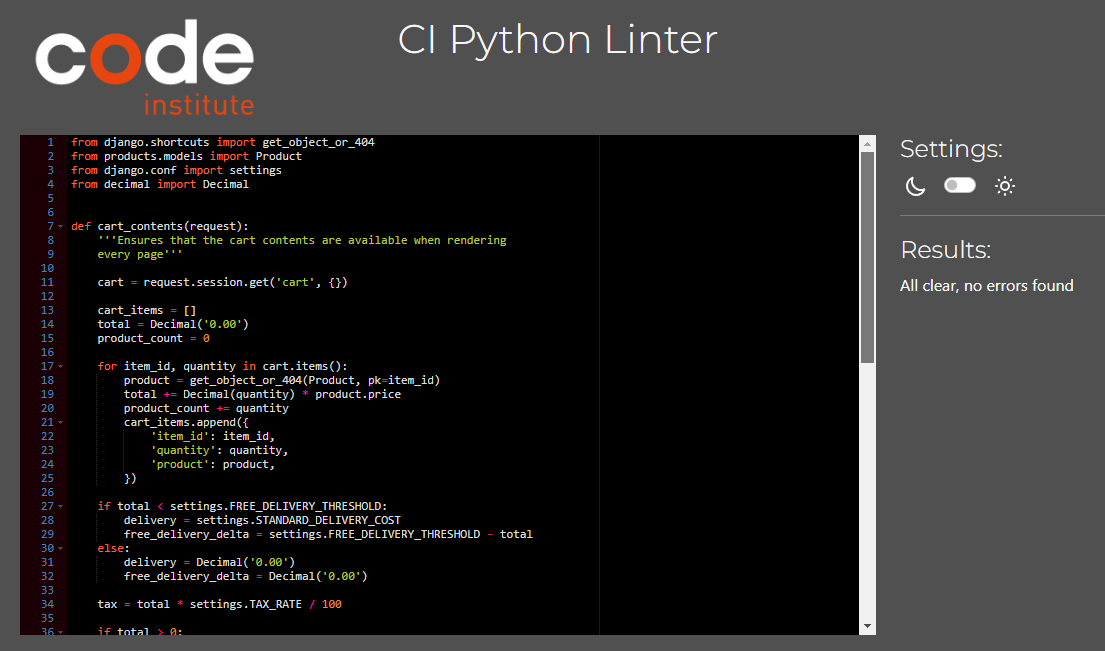 code
institute
CI Python Linter
1 from django.shortcuts import get_object_or_404
2 from products.models import Product
3 from django.conf import settings
4 from decimal import Decimal
5
6
7 def cart_contents(request):
8     '''Ensures that the cart contents are available when rendering
9     every page'''
10
11     cart = request.session.get('cart', {})
12
13     cart_items = []
14     total = Decimal('0.00')
15     product_count = 0
16
17     for item_id, quantity in cart.items():
18         product = get_object_or_404(Product, pk=item_id)
19         total += Decimal(quantity) * product.price
20         product_count += quantity
21         cart_items.append({
22             'item_id': item_id,
23             'quantity': quantity,
24             'product': product,
25         })
26
27     if total < settings.FREE_DELIVERY_THRESHOLD:
28         delivery = settings.STANDARD_DELIVERY_COST
29         free_delivery_delta = settings.FREE_DELIVERY_THRESHOLD - total
30     else:
31         delivery = Decimal('0.00')
32         free_delivery_delta = Decimal('0.00')
33
34     tax = total * settings.TAX_RATE / 100
35
36     if total > 0:
Settings:
Results:
All clear, no errors found